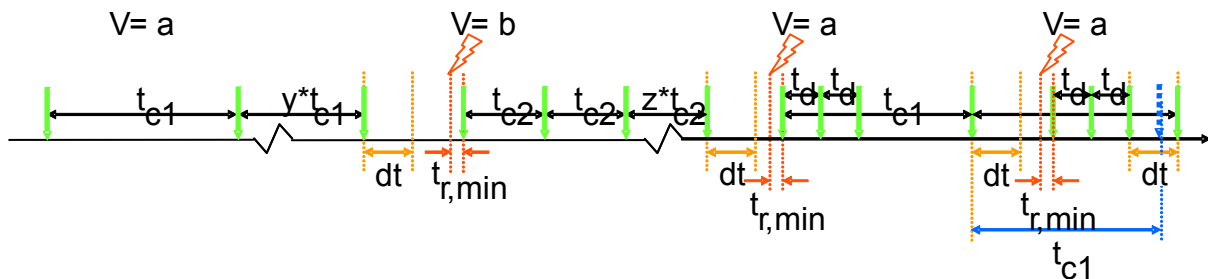 V= a
V= b
V= a
V= a
t_c1
y*t_c1
t_c2
t_c2
z*t_c2
t_d
t_d
t_c1
t_d
t_d
dt
t_r,min
dt
t_r,min
dt
t_r,min
dt
t_c1